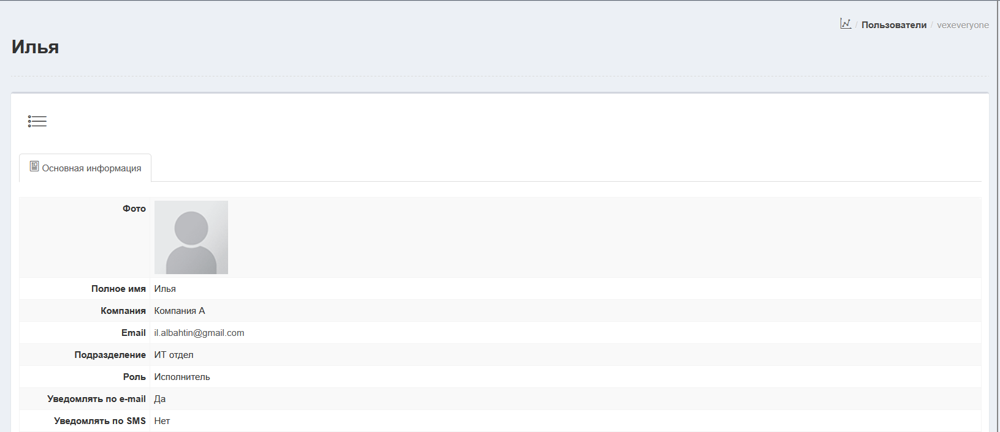 / Пользователи / vexeveryone
Илья
Основная информация
Фото
Полное имя Илья
Компания Компания А
Email il.albahtin@gmail.com
Подразделение ИТ отдел
Роль Исполнитель
Уведомлять по e-mail Да
Уведомлять по SMS Нет